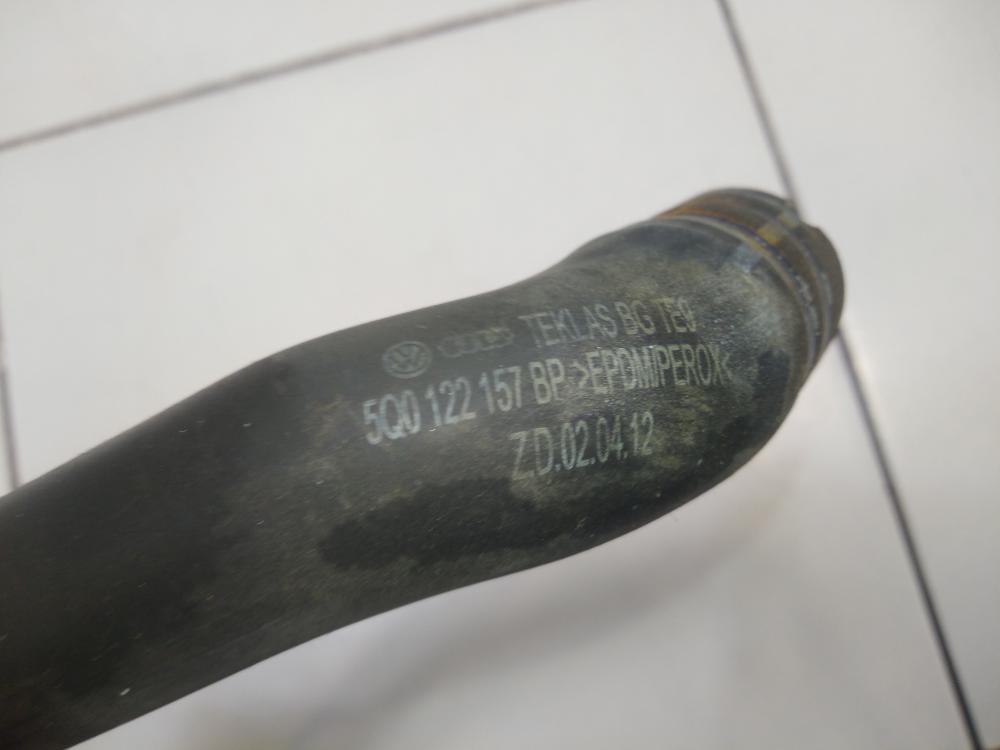 TEKLAS BG TE9
5Q0 122 157 BP >EPDM/PEROX<
Z.D.02.04.12